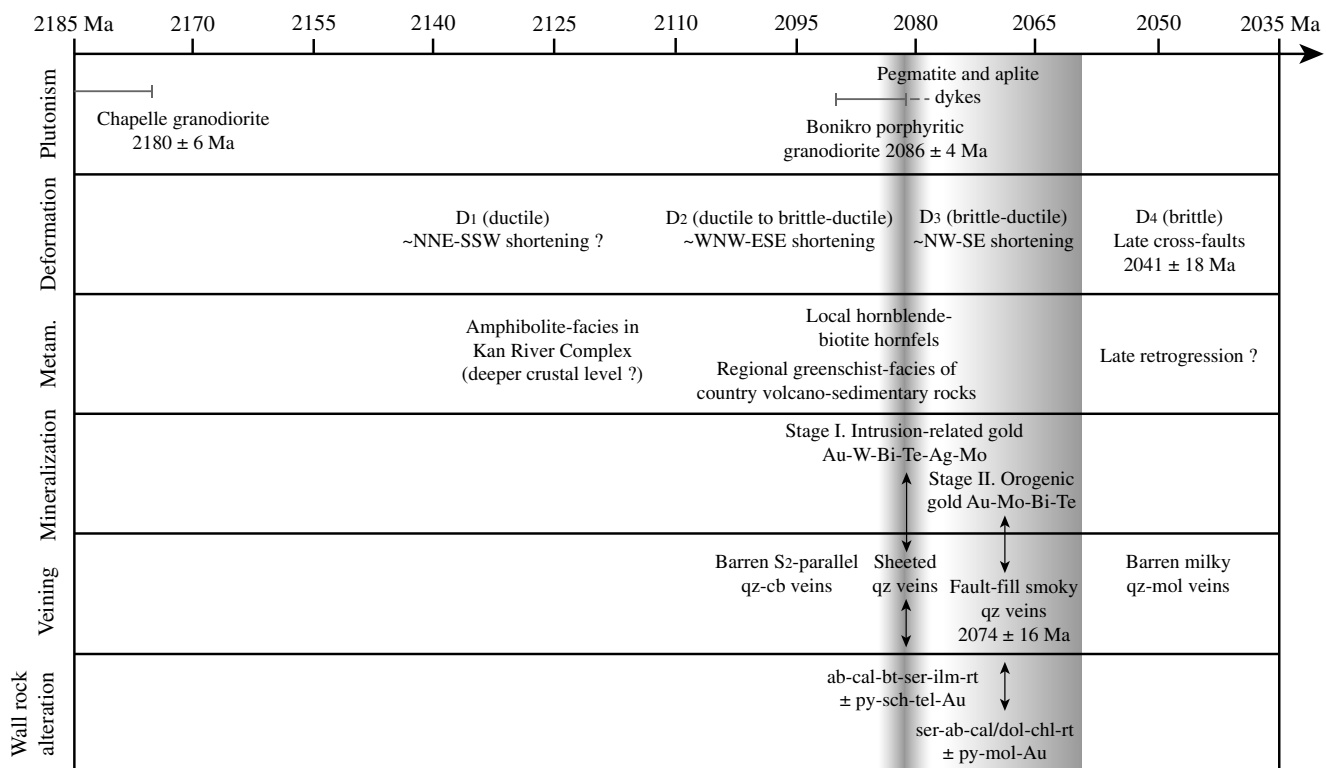 2185 Ma 2170 2155 2140 2125 2110 2095 2080 2065 2050 2035 Ma
Plutonism
Chapelle granodiorite
2180 ± 6 Ma
Pegmatite and aplite
dykes
Bonikro porphyritic
granodiorite 2086 ± 4 Ma
Deformation
D1 (ductile)
~NNE-SSW shortening ?
D2 (ductile to brittle-ductile)
~WNW-ESE shortening
D3 (brittle-ductile)
~NW-SE shortening
D4 (brittle)
Late cross-faults
2041 ± 18 Ma
Metam.
Amphibolite-facies in
Kan River Complex
(deeper crustal level ?)
Local hornblende-
biotite hornfels
Regional greenschist-facies of
country volcano-sedimentary rocks
Late retrogression ?
Mineralization
Stage I. Intrusion-related gold
Au-W-Bi-Te-Ag-Mo
Stage II. Orogenic
gold Au-Mo-Bi-Te
Veining
Barren S2-parallel
qz-cb veins
Sheeted
qz veins
Fault-fill smoky
qz veins
2074 ± 16 Ma
Barren milky
qz-mol veins
Wall rock
alteration
ab-cal-bt-ser-ilm-rt
± py-sch-tel-Au
ser-ab-cal/dol-chl-rt
± py-mol-Au